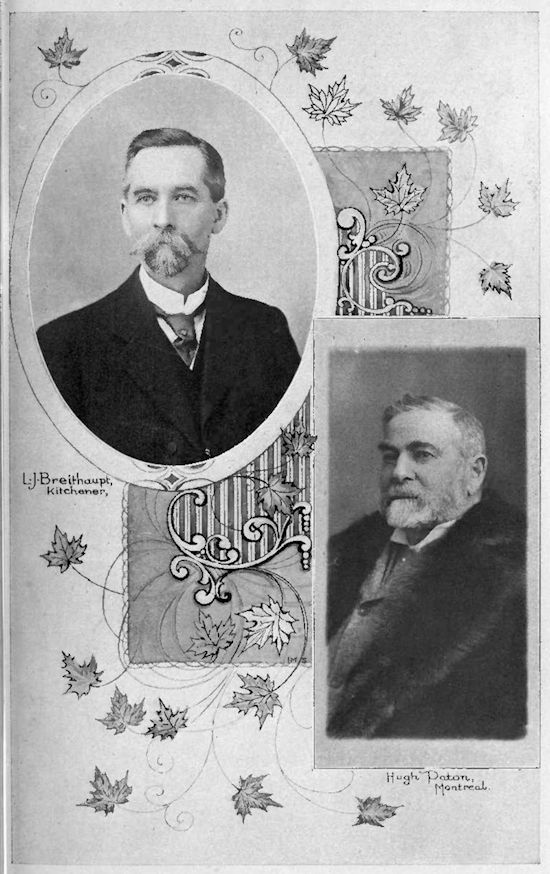 L.J. Breithaupt,
Kitchener,
I.M.S
Hugh Paton,
Montreal.